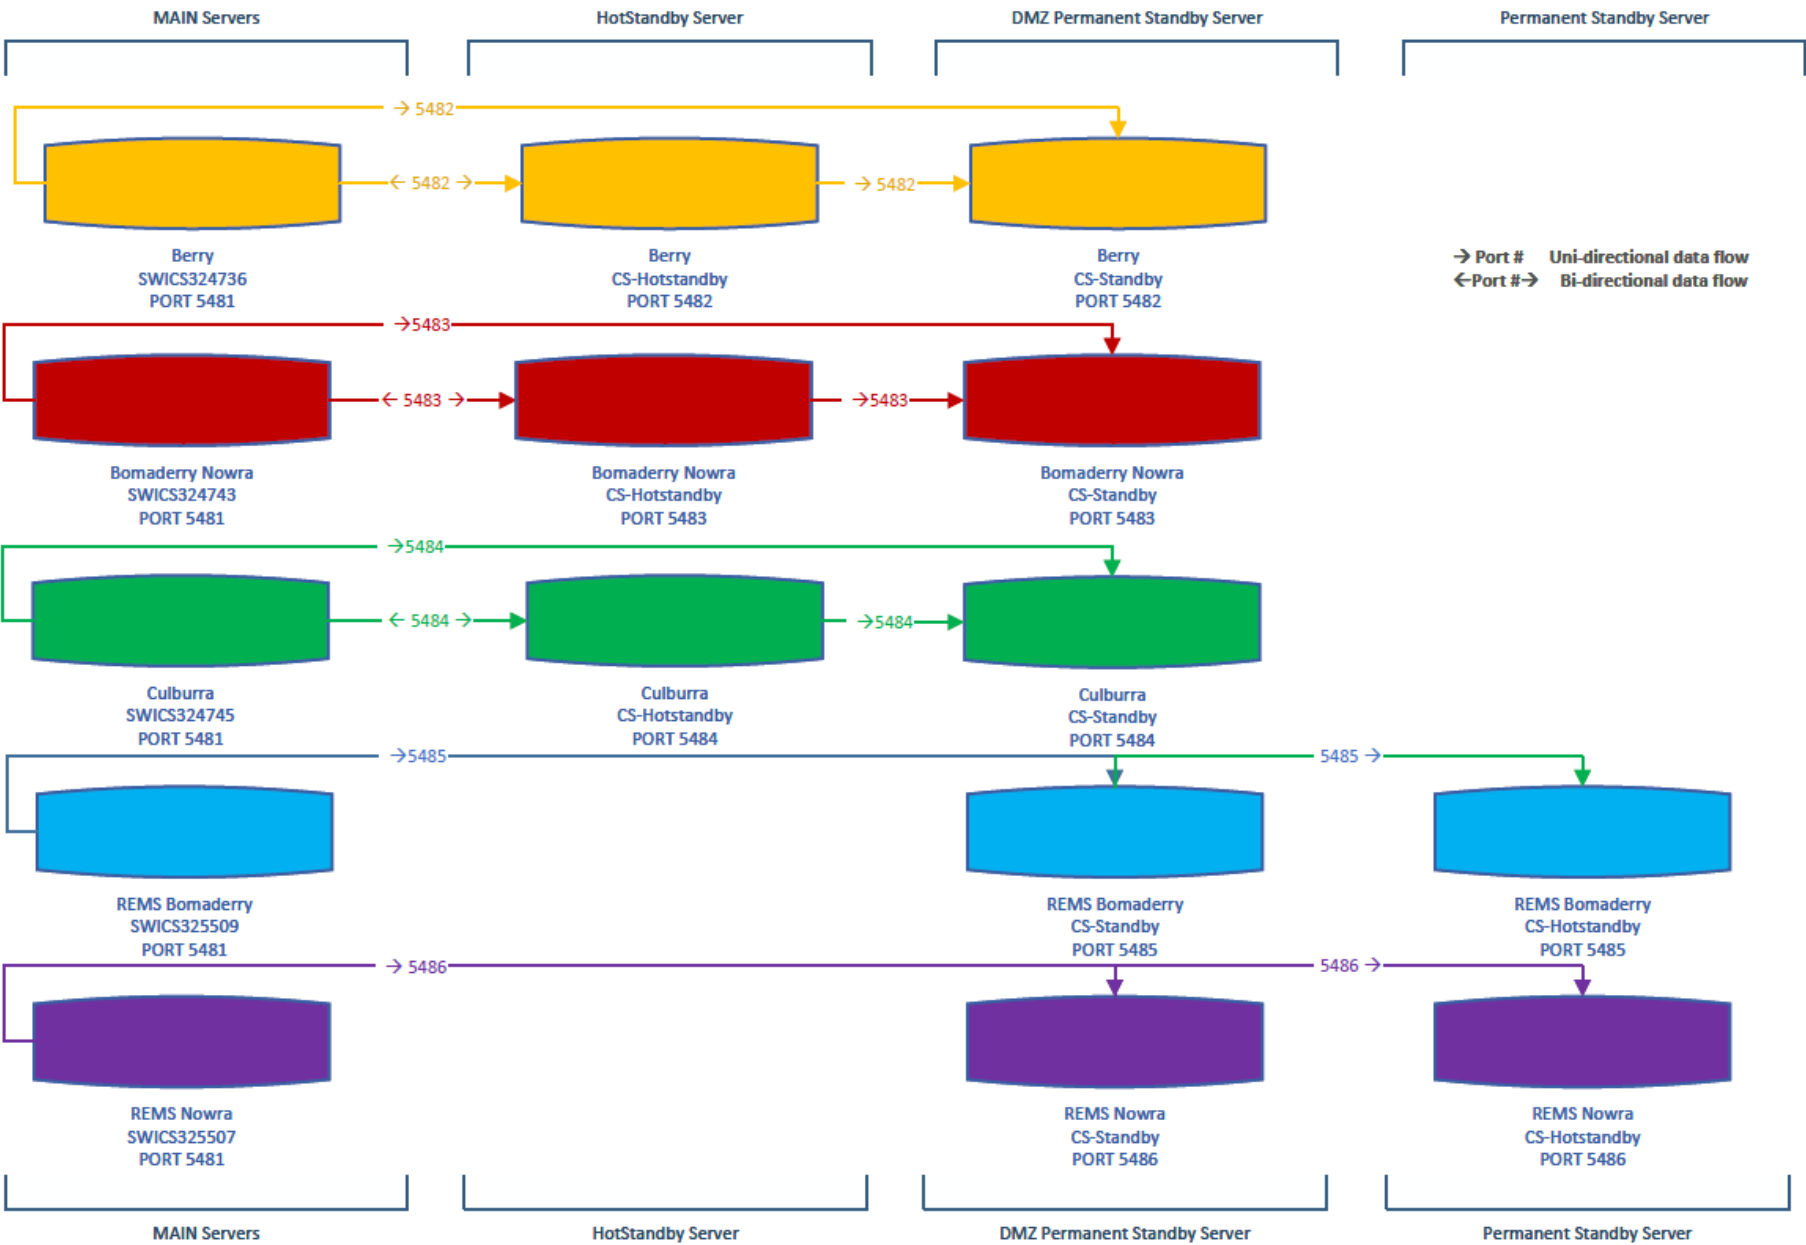 MAIN Servers
HotStandby Server
DMZ Permanent Standby Server
Permanent Standby Server
→ 5482
← 5482 →
→ 5482
Berry
SWICS324736
PORT 5481
Berry
CS-Hotstandby
PORT 5482
Berry
CS-Standby
PORT 5482
→ Port # Uni-directional data flow
←Port #→ Bi-directional data flow
→5483
← 5483 →
→5483
Bomaderry Nowra
SWICS324743
PORT 5481
Bomaderry Nowra
CS-Hotstandby
PORT 5483
Bomaderry Nowra
CS-Standby
PORT 5483
→5484
← 5484 →
→5484
Culburra
SWICS324745
PORT 5481
Culburra
CS-Hotstandby
PORT 5484
Culburra
CS-Standby
PORT 5484
→5485
5485 →
REMS Bomaderry
SWICS325509
PORT 5481
REMS Bomaderry
CS-Standby
PORT 5485
REMS Bomaderry
CS-Hotstandby
PORT 5485
→ 5486
5486 →
REMS Nowra
SWICS325507
PORT 5481
REMS Nowra
CS-Standby
PORT 5486
REMS Nowra
CS-Hotstandby
PORT 5486
MAIN Servers
HotStandby Server
DMZ Permanent Standby Server
Permanent Standby Server